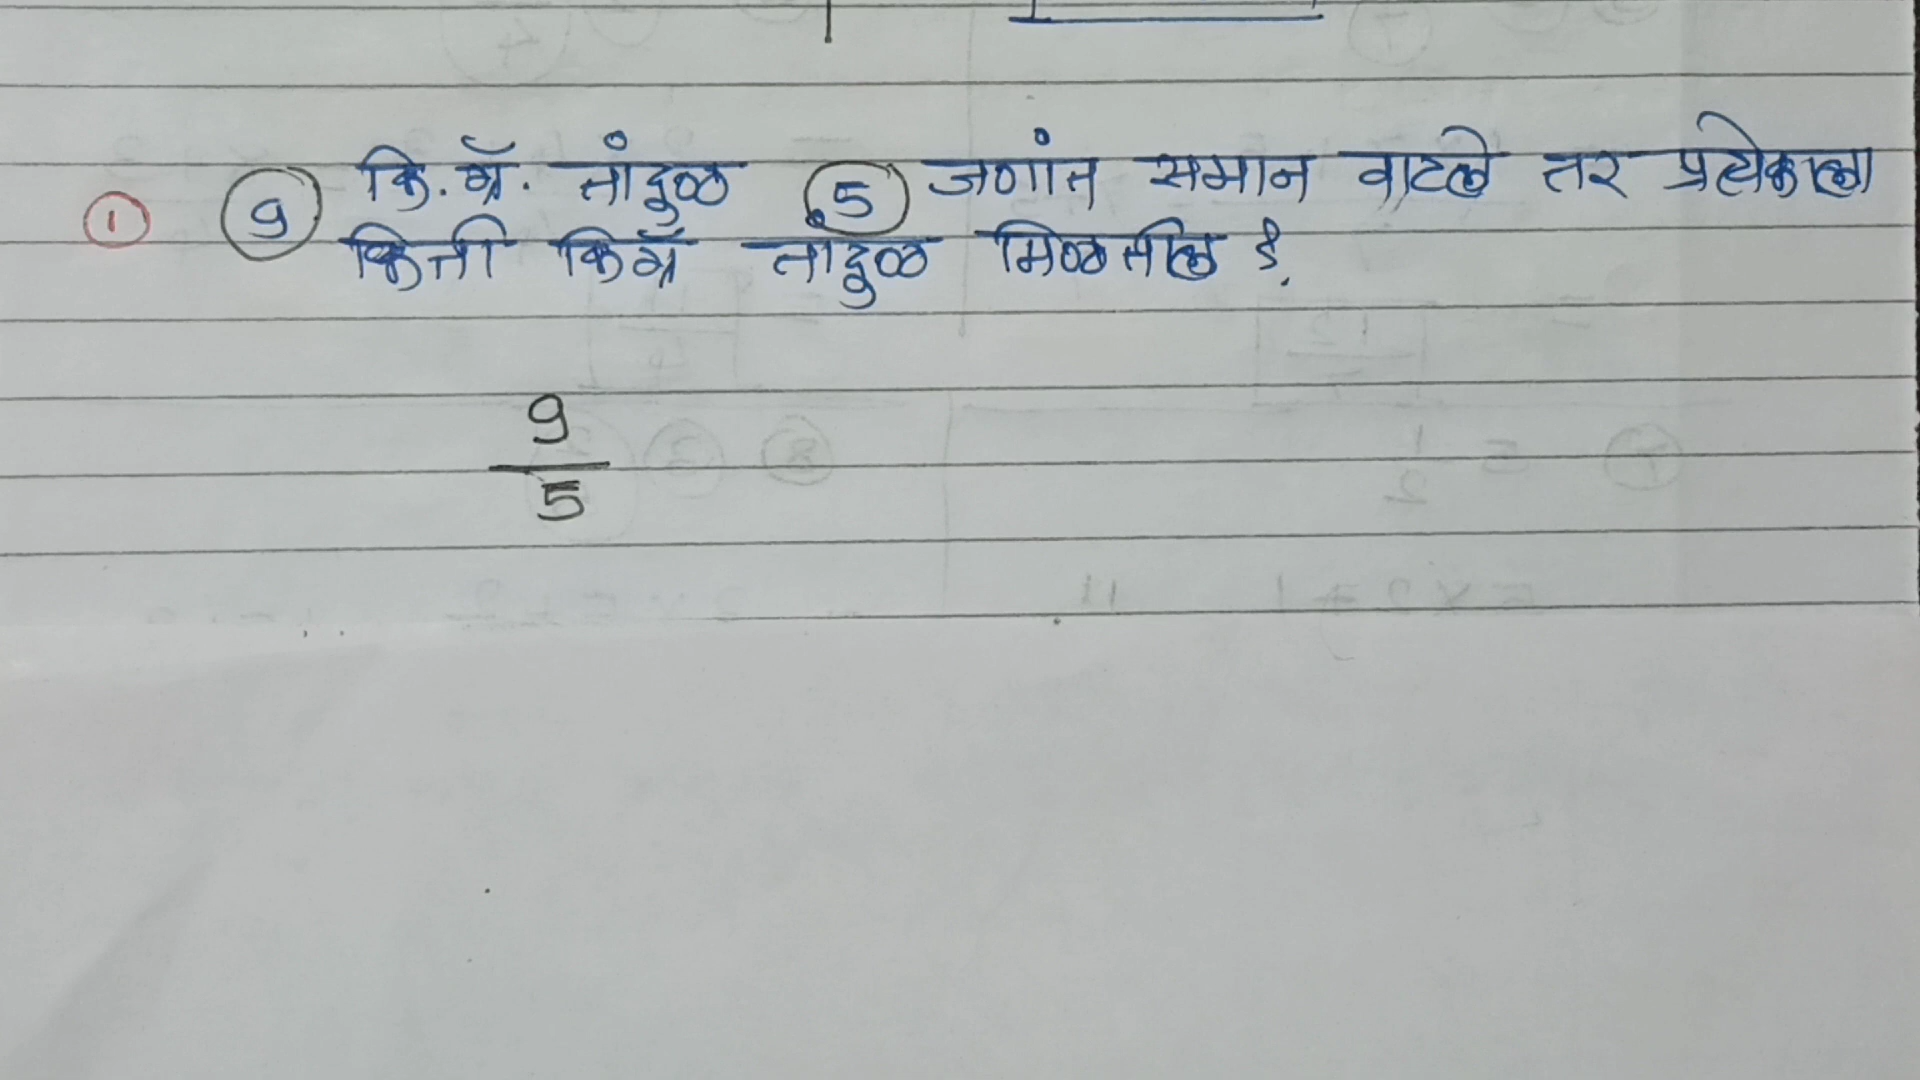 ① 9 कि.ग्रॅ. तांदूळ 5 जणांत समान वाटले तर प्रत्येकाला
किती किग्रॅ तांदूळ मिळतील ?.
9
5